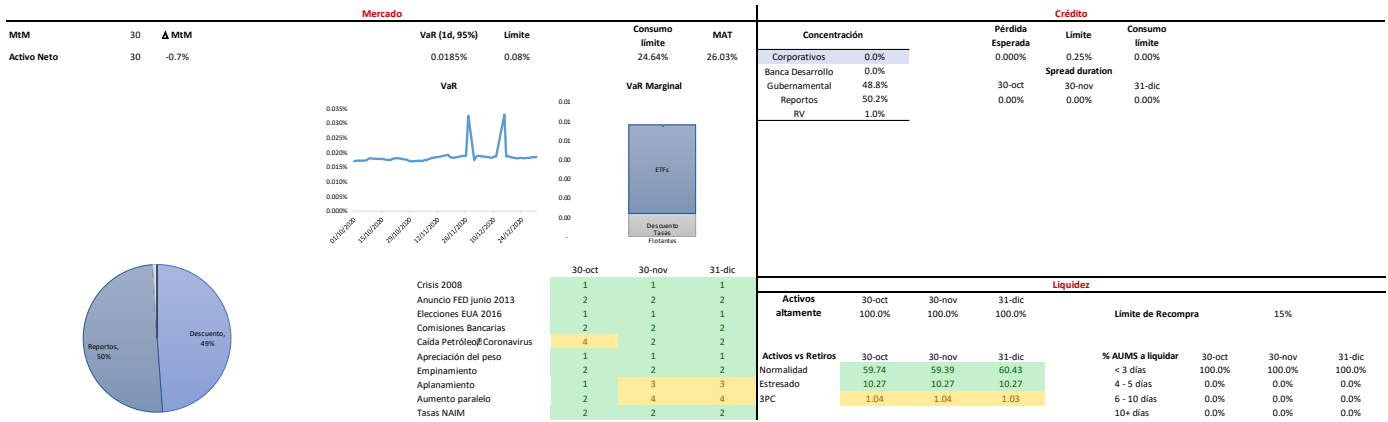 Mercado
MtM 30 Δ MtM
Activo Neto 30 -0.7%
VaR (1d, 95%) Límite Consumo límite MAT
0.0185% 0.08% 24.64% 26.03%
VaR
0.035%
0.030%
0.025%
0.020%
0.015%
0.010%
0.005%
0.000%
01/10/2020 15/10/2020 29/10/2020 12/11/2020 26/11/2020 10/12/2020 24/12/2020
VaR Marginal
0.01
0.01
0.01
0.00
0.00
0.00
0.00
-
ETFs
Descuento
Tasas
Flotantes
Descuento,
49%
Reportos,
50%
30-oct 30-nov 31-dic
Crisis 2008 1 1 1
Anuncio FED junio 2013 2 2 2
Elecciones EUA 2016 1 1 1
Comisiones Bancarias 2 2 2
Caída Petróleo/Coronavirus 4 2 2
Apreciación del peso 1 1 1
Empinamiento 2 2 2
Aplanamiento 1 3 3
Aumento paralelo 2 4 4
Tasas NAIM 2 2 2
Crédito
Concentración
Corporativos 0.0%
Banca Desarrollo 0.0%
Gubernamental 48.8%
Reportos 50.2%
RV 1.0%
Pérdida Esperada Límite Consumo límite
0.000% 0.25% 0.00%
Spread duration
30-oct 30-nov 31-dic
0.00% 0.00% 0.00%
Liquidez
Activos altamente 30-oct 30-nov 31-dic
100.0% 100.0% 100.0%
Límite de Recompra 15%
Activos vs Retiros 30-oct 30-nov 31-dic
Normalidad 59.74 59.39 60.43
Estresado 10.27 10.27 10.27
3PC 1.04 1.04 1.03
% AUMS a liquidar 30-oct 30-nov 31-dic
< 3 días 100.0% 100.0% 100.0%
4 - 5 días 0.0% 0.0% 0.0%
6 - 10 días 0.0% 0.0% 0.0%
10+ días 0.0% 0.0% 0.0%